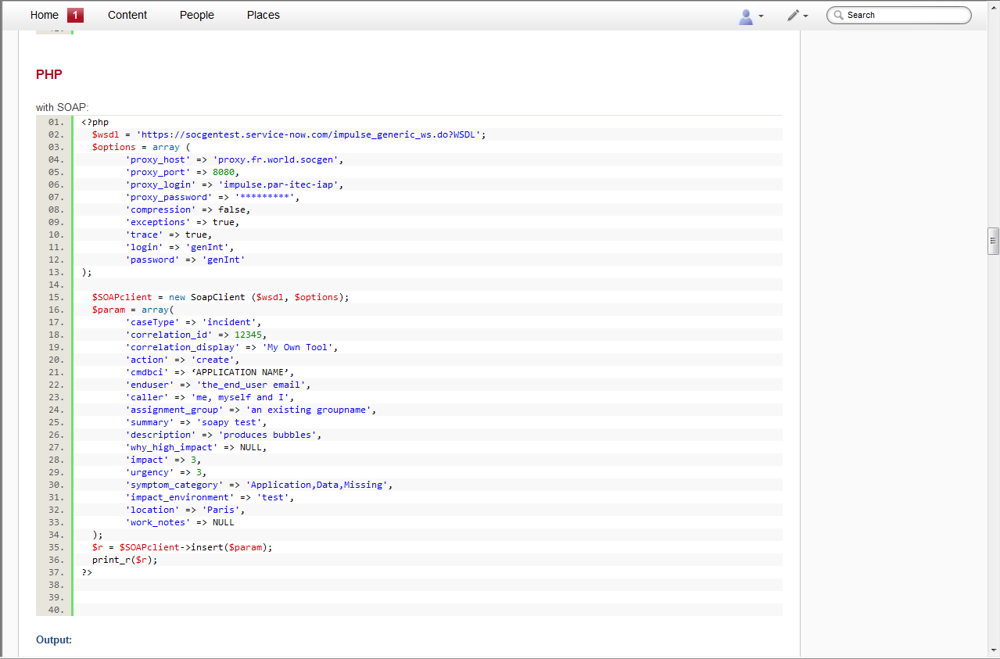 Home 1 Content People Places Search
PHP
with SOAP:
01. <?php
02. $wsdl = 'https://socgentest.service-now.com/impulse_generic_ws.do?WSDL';
03. $options = array (
04. 'proxy_host' => 'proxy.fr.world.socgen',
05. 'proxy_port' => 8080,
06. 'proxy_login' => 'impulse.par-itec-iap',
07. 'proxy_password' => '*********',
08. 'compression' => false,
09. 'exceptions' => true,
10. 'trace' => true,
11. 'login' => 'genInt',
12. 'password' => 'genInt'
13. );
14.
15. $SOAPclient = new SoapClient ($wsdl, $options);
16. $param = array(
17. 'caseType' => 'incident',
18. 'correlation_id' => 12345,
19. 'correlation_display' => 'My Own Tool',
20. 'action' => 'create',
21. 'cmdbci' => ‘APPLICATION NAME’,
22. 'enduser' => 'the_end_user email',
23. 'caller' => 'me, myself and I',
24. 'assignment_group' => 'an existing groupname',
25. 'summary' => 'soapy test',
26. 'description' => 'produces bubbles',
27. 'why_high_impact' => NULL,
28. 'impact' => 3,
29. 'urgency' => 3,
30. 'symptom_category' => 'Application,Data,Missing',
31. 'impact_environment' => 'test',
32. 'location' => 'Paris',
33. 'work_notes' => NULL
34. );
35. $r = $SOAPclient->insert($param);
36. print_r($r);
37. ?>
38.
39.
40.
Output: